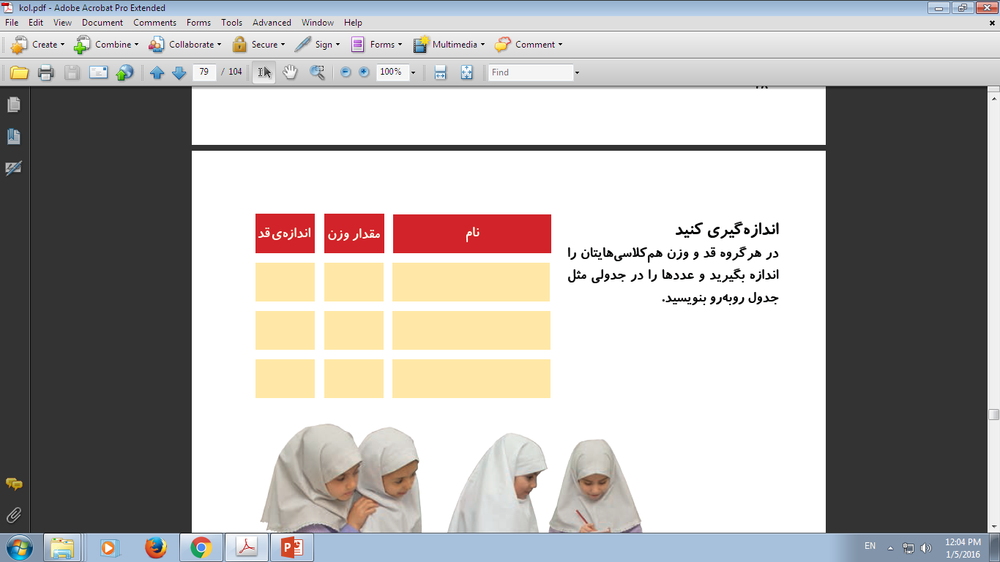 kol.pdf - Adobe Acrobat Pro Extended
File Edit View Document Comments Forms Tools Advanced Window Help
Create Combine Collaborate Secure Sign Forms Multimedia Comment
79 / 104 100% Find
اندازه‌گیری کنید
در هر گروه قد و وزن هم‌کلاسی‌هایتان را
اندازه بگیرید و عددها را در جدولی مثل
جدول روبه‌رو بنویسید.
نام مقدار وزن اندازه‌ی قد
EN 12:04 PM
1/5/2016